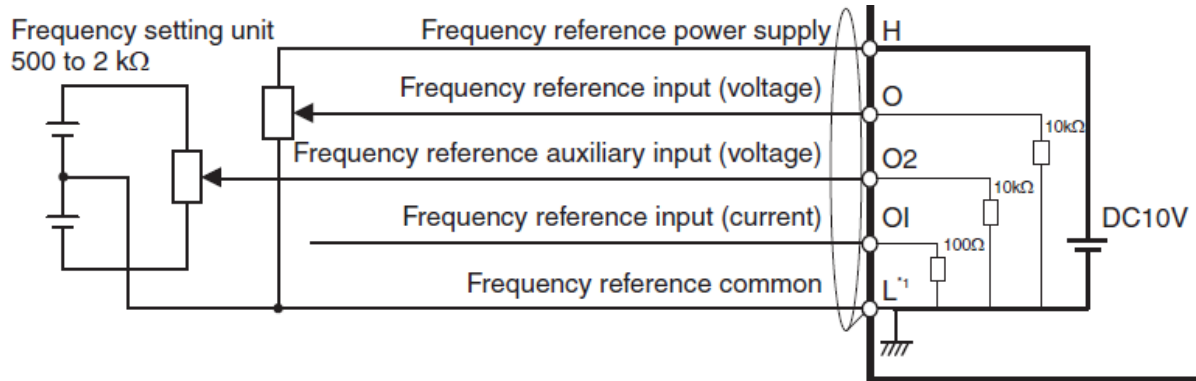 Frequency setting unit
500 to 2 kΩ
Frequency reference power supply
H
Frequency reference input (voltage)
O
10kΩ
Frequency reference auxiliary input (voltage)
O2
10kΩ
Frequency reference input (current)
OI
100Ω
DC10V
Frequency reference common
L*1